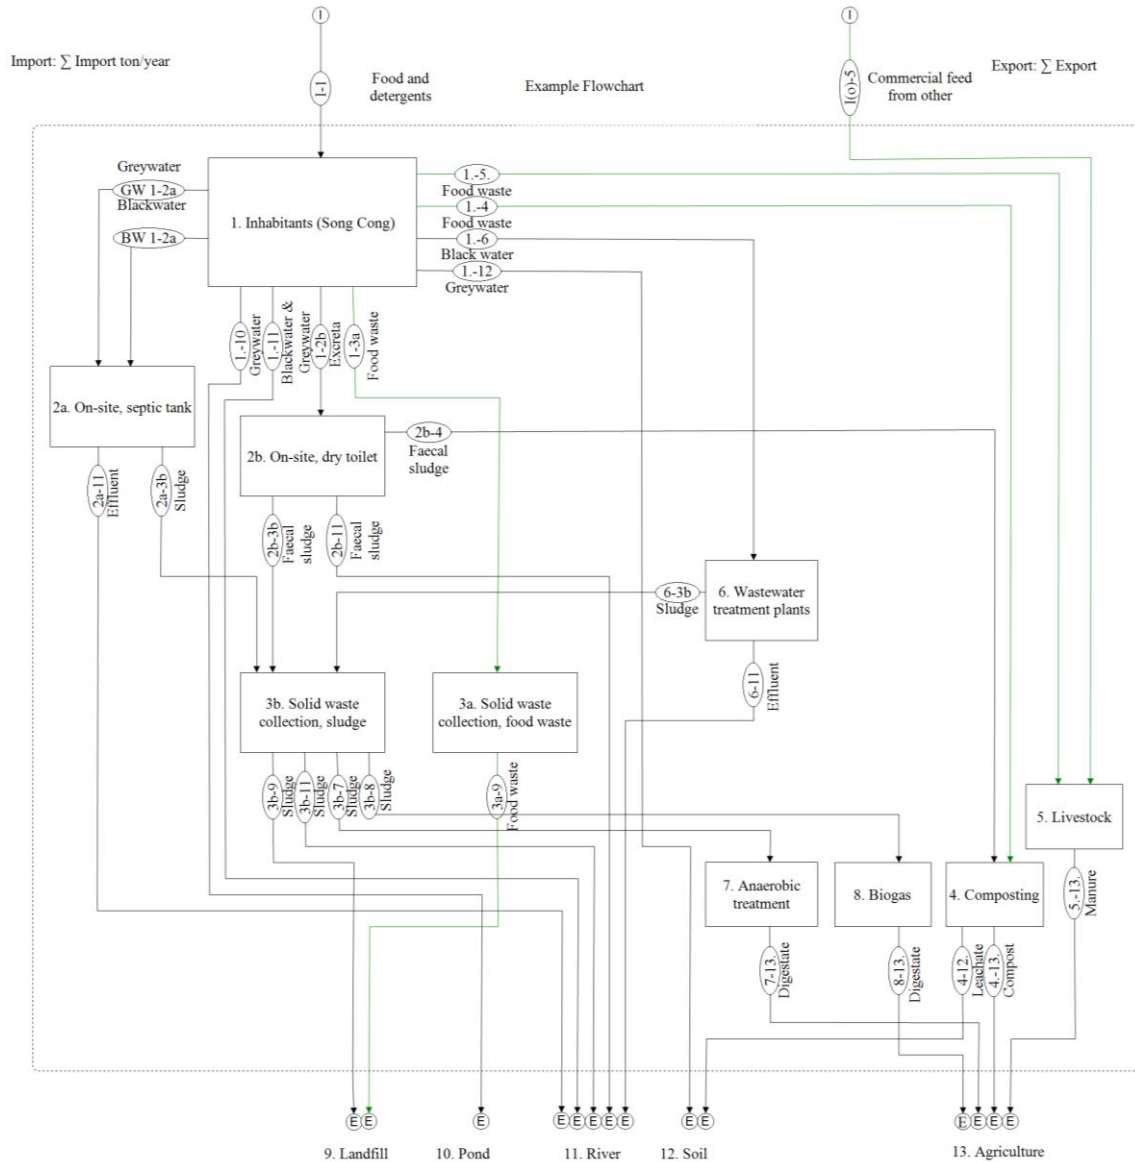 I
I
Import: ∑ Import ton/year
I-1
Food and
detergents
Example Flowchart
I(o)-5
Commercial feed
from other
Export: ∑ Export
Greywater
GW 1-2a
Blackwater
BW 1-2a
1. Inhabitants (Song Cong)
1.-5.
Food waste
1.-4
Food waste
1.-6
Black water
1.-12
Greywater
1.-10
Greywater
1.-11
Blackwater &
Greywater
1-2b
Excreta
1-3a
Food waste
2a. On-site, septic tank
2b. On-site, dry toilet
2b-4
Faecal
sludge
2a-11
Effluent
2a-3b
Sludge
2b-3b
Faecal
sludge
2b-11
Faecal
sludge
6-3b
Sludge
6. Wastewater
treatment plants
6-11
Effluent
3b. Solid waste
collection, sludge
3a. Solid waste
collection, food waste
3b-9
Sludge
3b-11
Sludge
3b-7
Sludge
3b-8
Sludge
3a-9
Food waste
5. Livestock
7. Anaerobic
treatment
8. Biogas
4. Composting
5.-13.
Manure
7-13.
Digestate
8-13.
Digestate
4-12.
Leachate
4.-13.
Compost
E E E E E E E E E E E E E E
9. Landfill
10. Pond
11. River
12. Soil
13. Agriculture